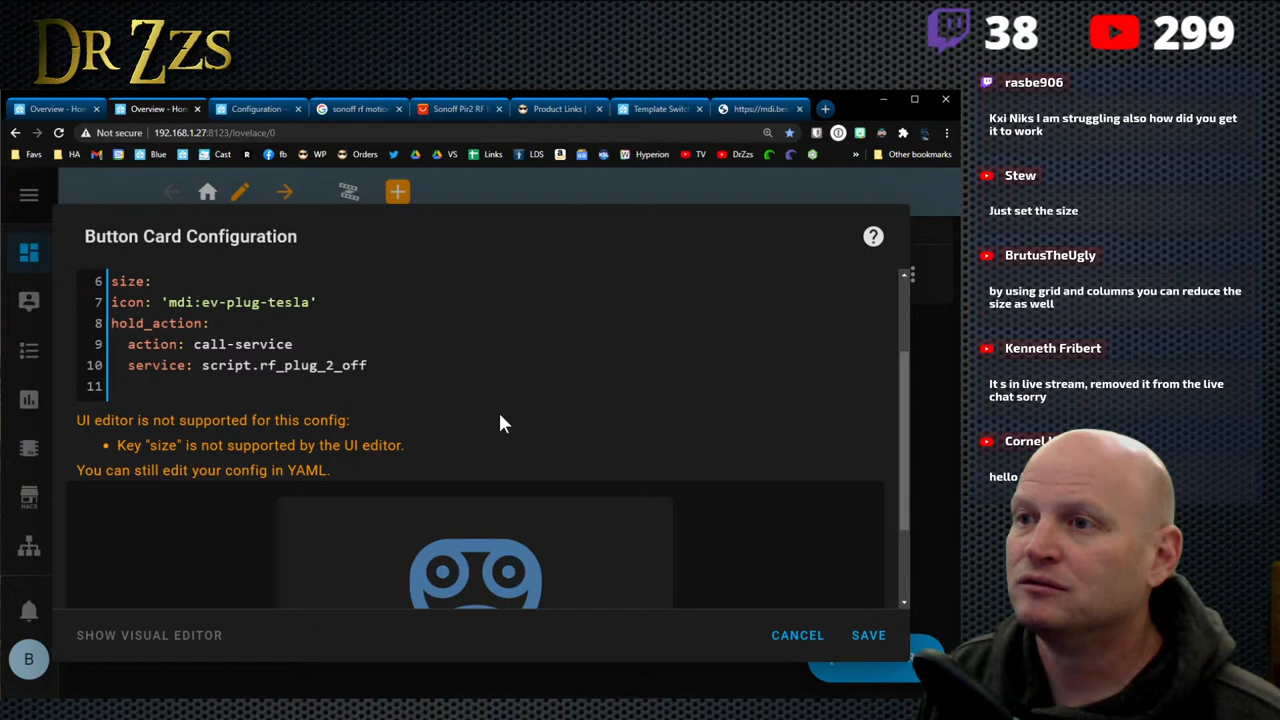 DR ZZS
38
299
Overview - Hon
Overview - Hom
Configuration
sonoff rf motion
Sonoff Pir2 RF
Product Links |
Template Switc
https://mdi.bes
Not secure
192.168.1.27:8123/lovelace/0
Favs
HA
Blue
Cast
fb
WP
Orders
VS
Links
LDS
Hyperion
TV
DrZzs
Other bookmarks
HACS
B
Button Card Configuration
6 size:
7 icon: 'mdi:ev-plug-tesla'
8 hold_action:
9 action: call-service
10 service: script.rf_plug_2_off
11
UI editor is not supported for this config:
• Key "size" is not supported by the UI editor.
You can still edit your config in YAML.
SHOW VISUAL EDITOR
CANCEL
SAVE
rasbe906
Kxi Niks I am struggling also how did you get
it to work
Stew
Just set the size
BrutusTheUgly
by using grid and columns you can reduce the
size as well
Kenneth Fribert
It s in live stream, removed it from the live
chat sorry
Cornel
hello